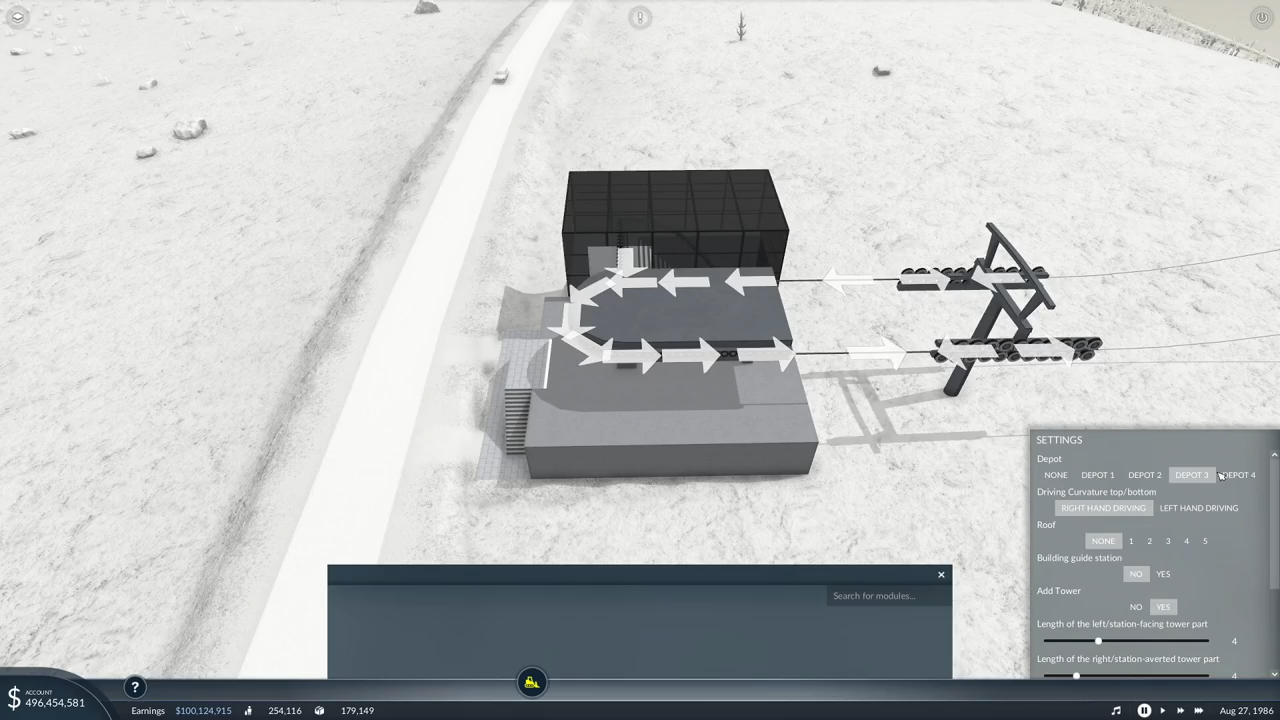 SETTINGS
Depot
NONE DEPOT 1 DEPOT 2 DEPOT 3 DEPOT 4
Driving Curvature top/bottom
RIGHT HAND DRIVING LEFT HAND DRIVING
Roof
NONE 1 2 3 4 5
Building guide station
NO YES
Add Tower
NO YES
Length of the left/station-facing tower part
4
Length of the right/station-averted tower part
4
Search for modules...
$ ACCOUNT
496,454,581
?
Earnings $100,124,915 254,116 179,149
Aug 27, 1986